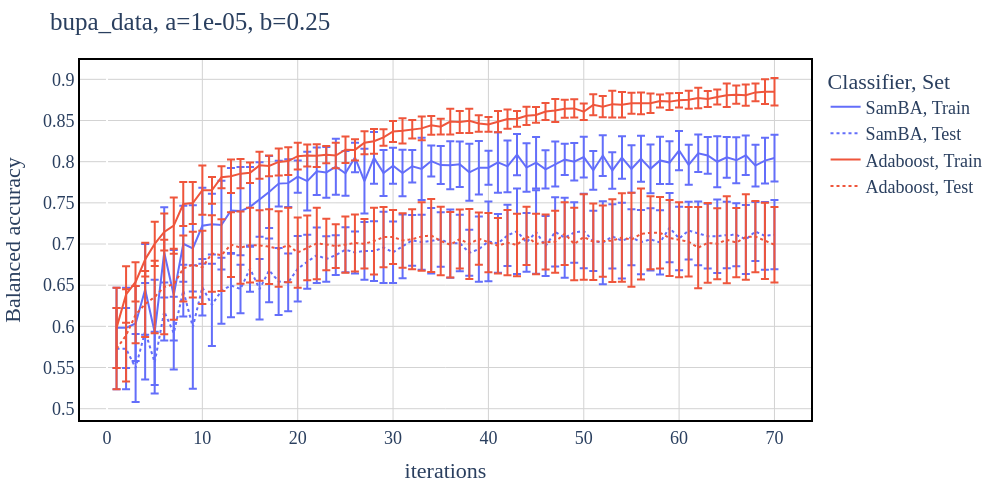 bupa_data, a=1e-05, b=0.25
Balanced accuracy
0.9
0.85
0.8
0.75
0.7
0.65
0.6
0.55
0.5
0 10 20 30 40 50 60 70
iterations
Classifier, Set
SamBA, Train
SamBA, Test
Adaboost, Train
Adaboost, Test